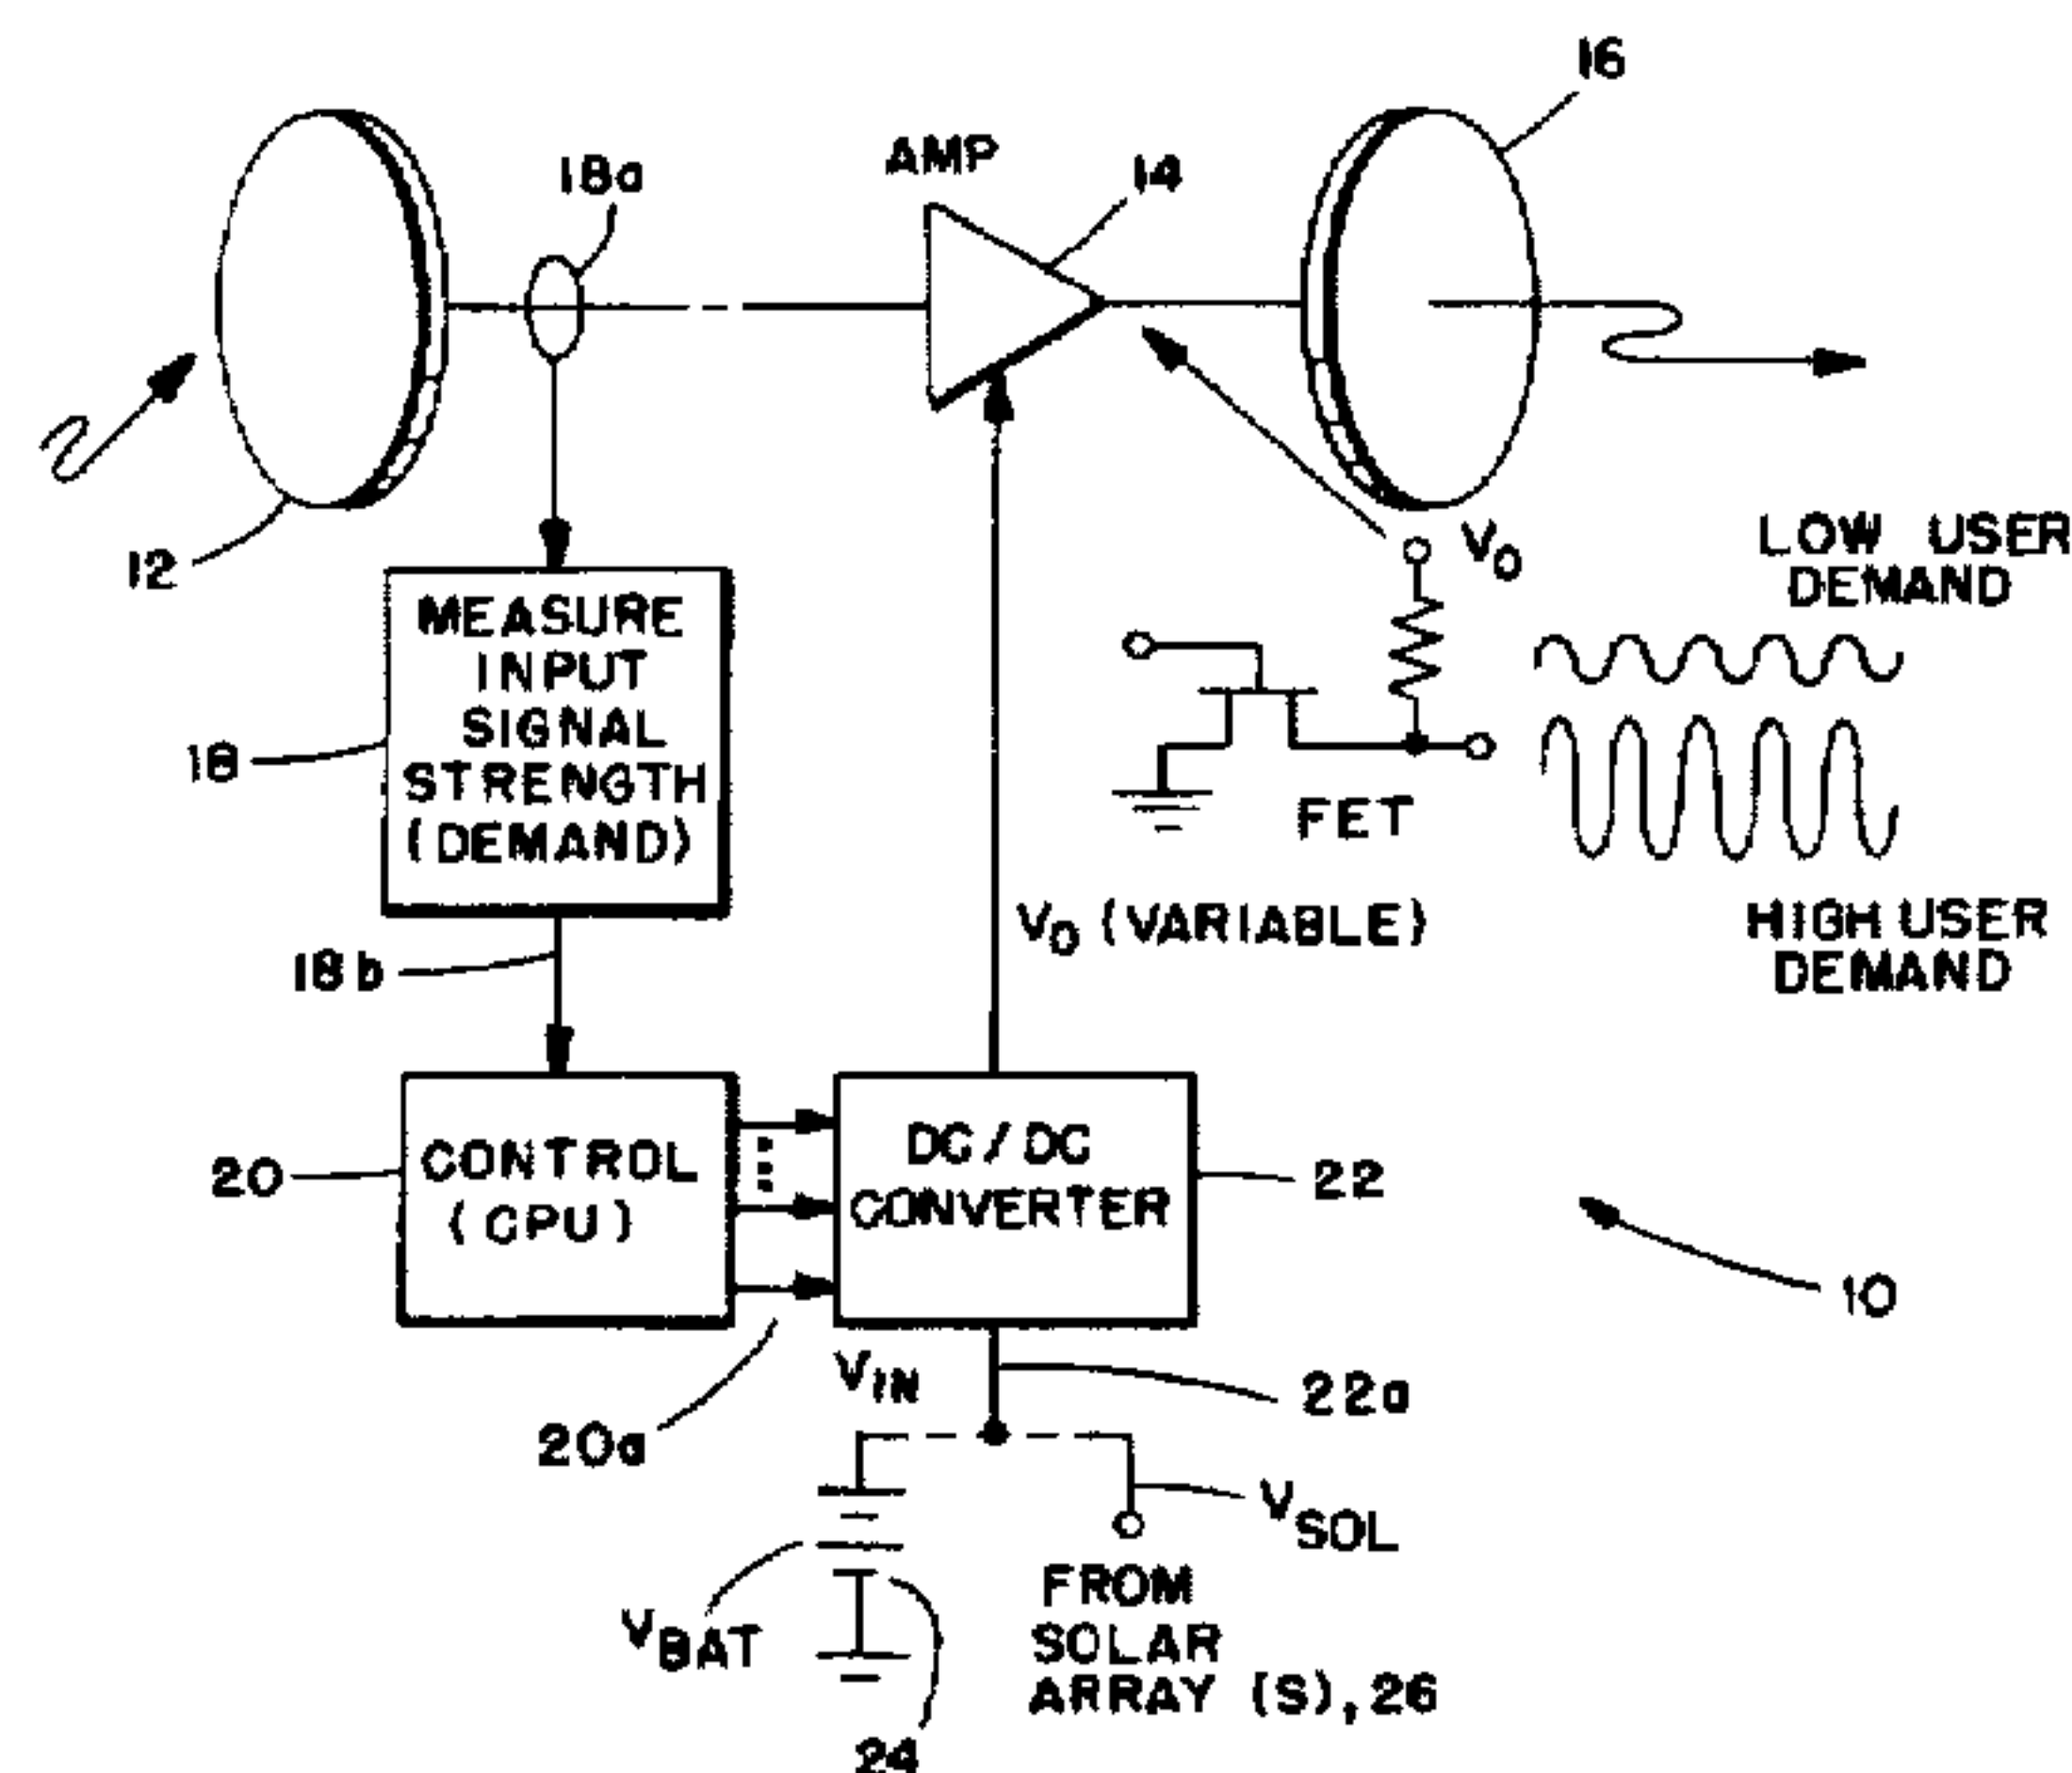 16
AMP
18a
14
12
LOW USER
DEMAND
V0
MEASURE
INPUT
SIGNAL
STRENGTH
(DEMAND)
18
FET
V0 (VARIABLE)
HIGH USER
DEMAND
18b
CONTROL
(CPU)
20
DC/DC
CONVERTER
22
10
VIN
22a
20a
VSOL
VBAT
FROM
SOLAR
ARRAY (S), 26
24